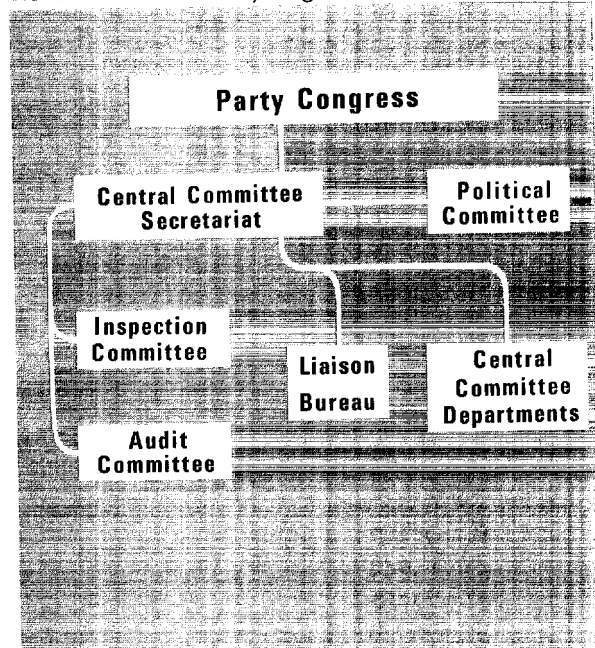 Party Congress
Central Committee
Secretariat
Political
Committee
Inspection
Committee
Liaison
Bureau
Central
Committee
Departments
Audit
Committee